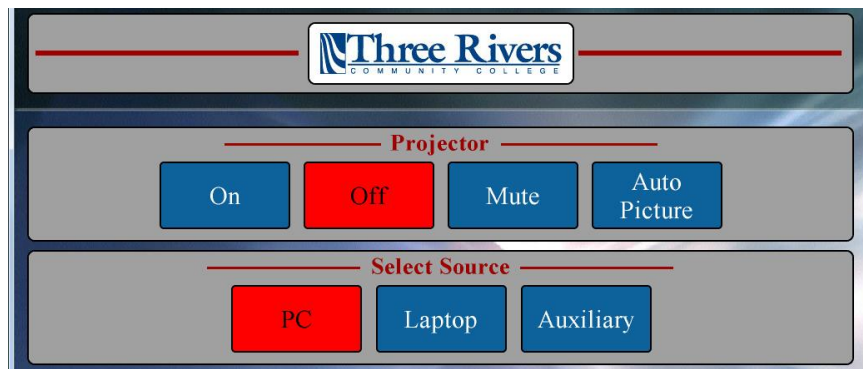 Three Rivers
COMMUNITY COLLEGE
Projector
On
Off
Mute
Auto
Picture
Select Source
PC
Laptop
Auxiliary